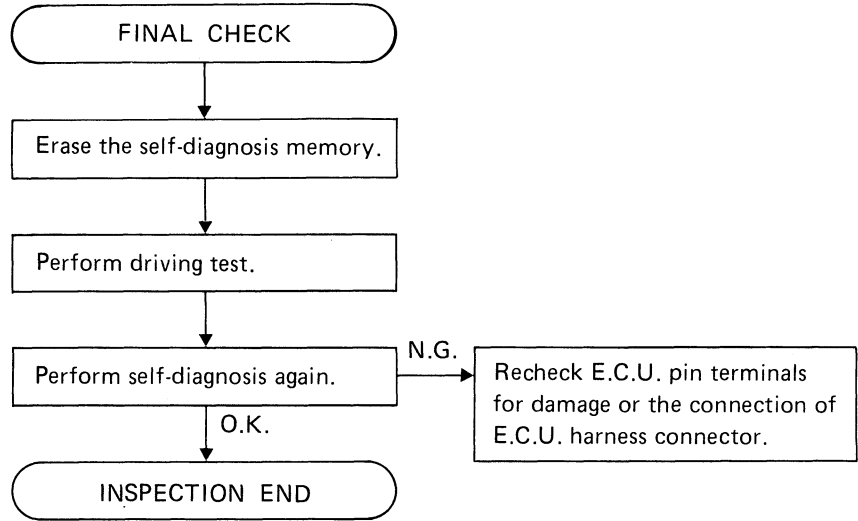 FINAL CHECK
Erase the self-diagnosis memory.
Perform driving test.
Perform self-diagnosis again.
N.G.
Recheck E.C.U. pin terminals
for damage or the connection of
E.C.U. harness connector.
O.K.
INSPECTION END